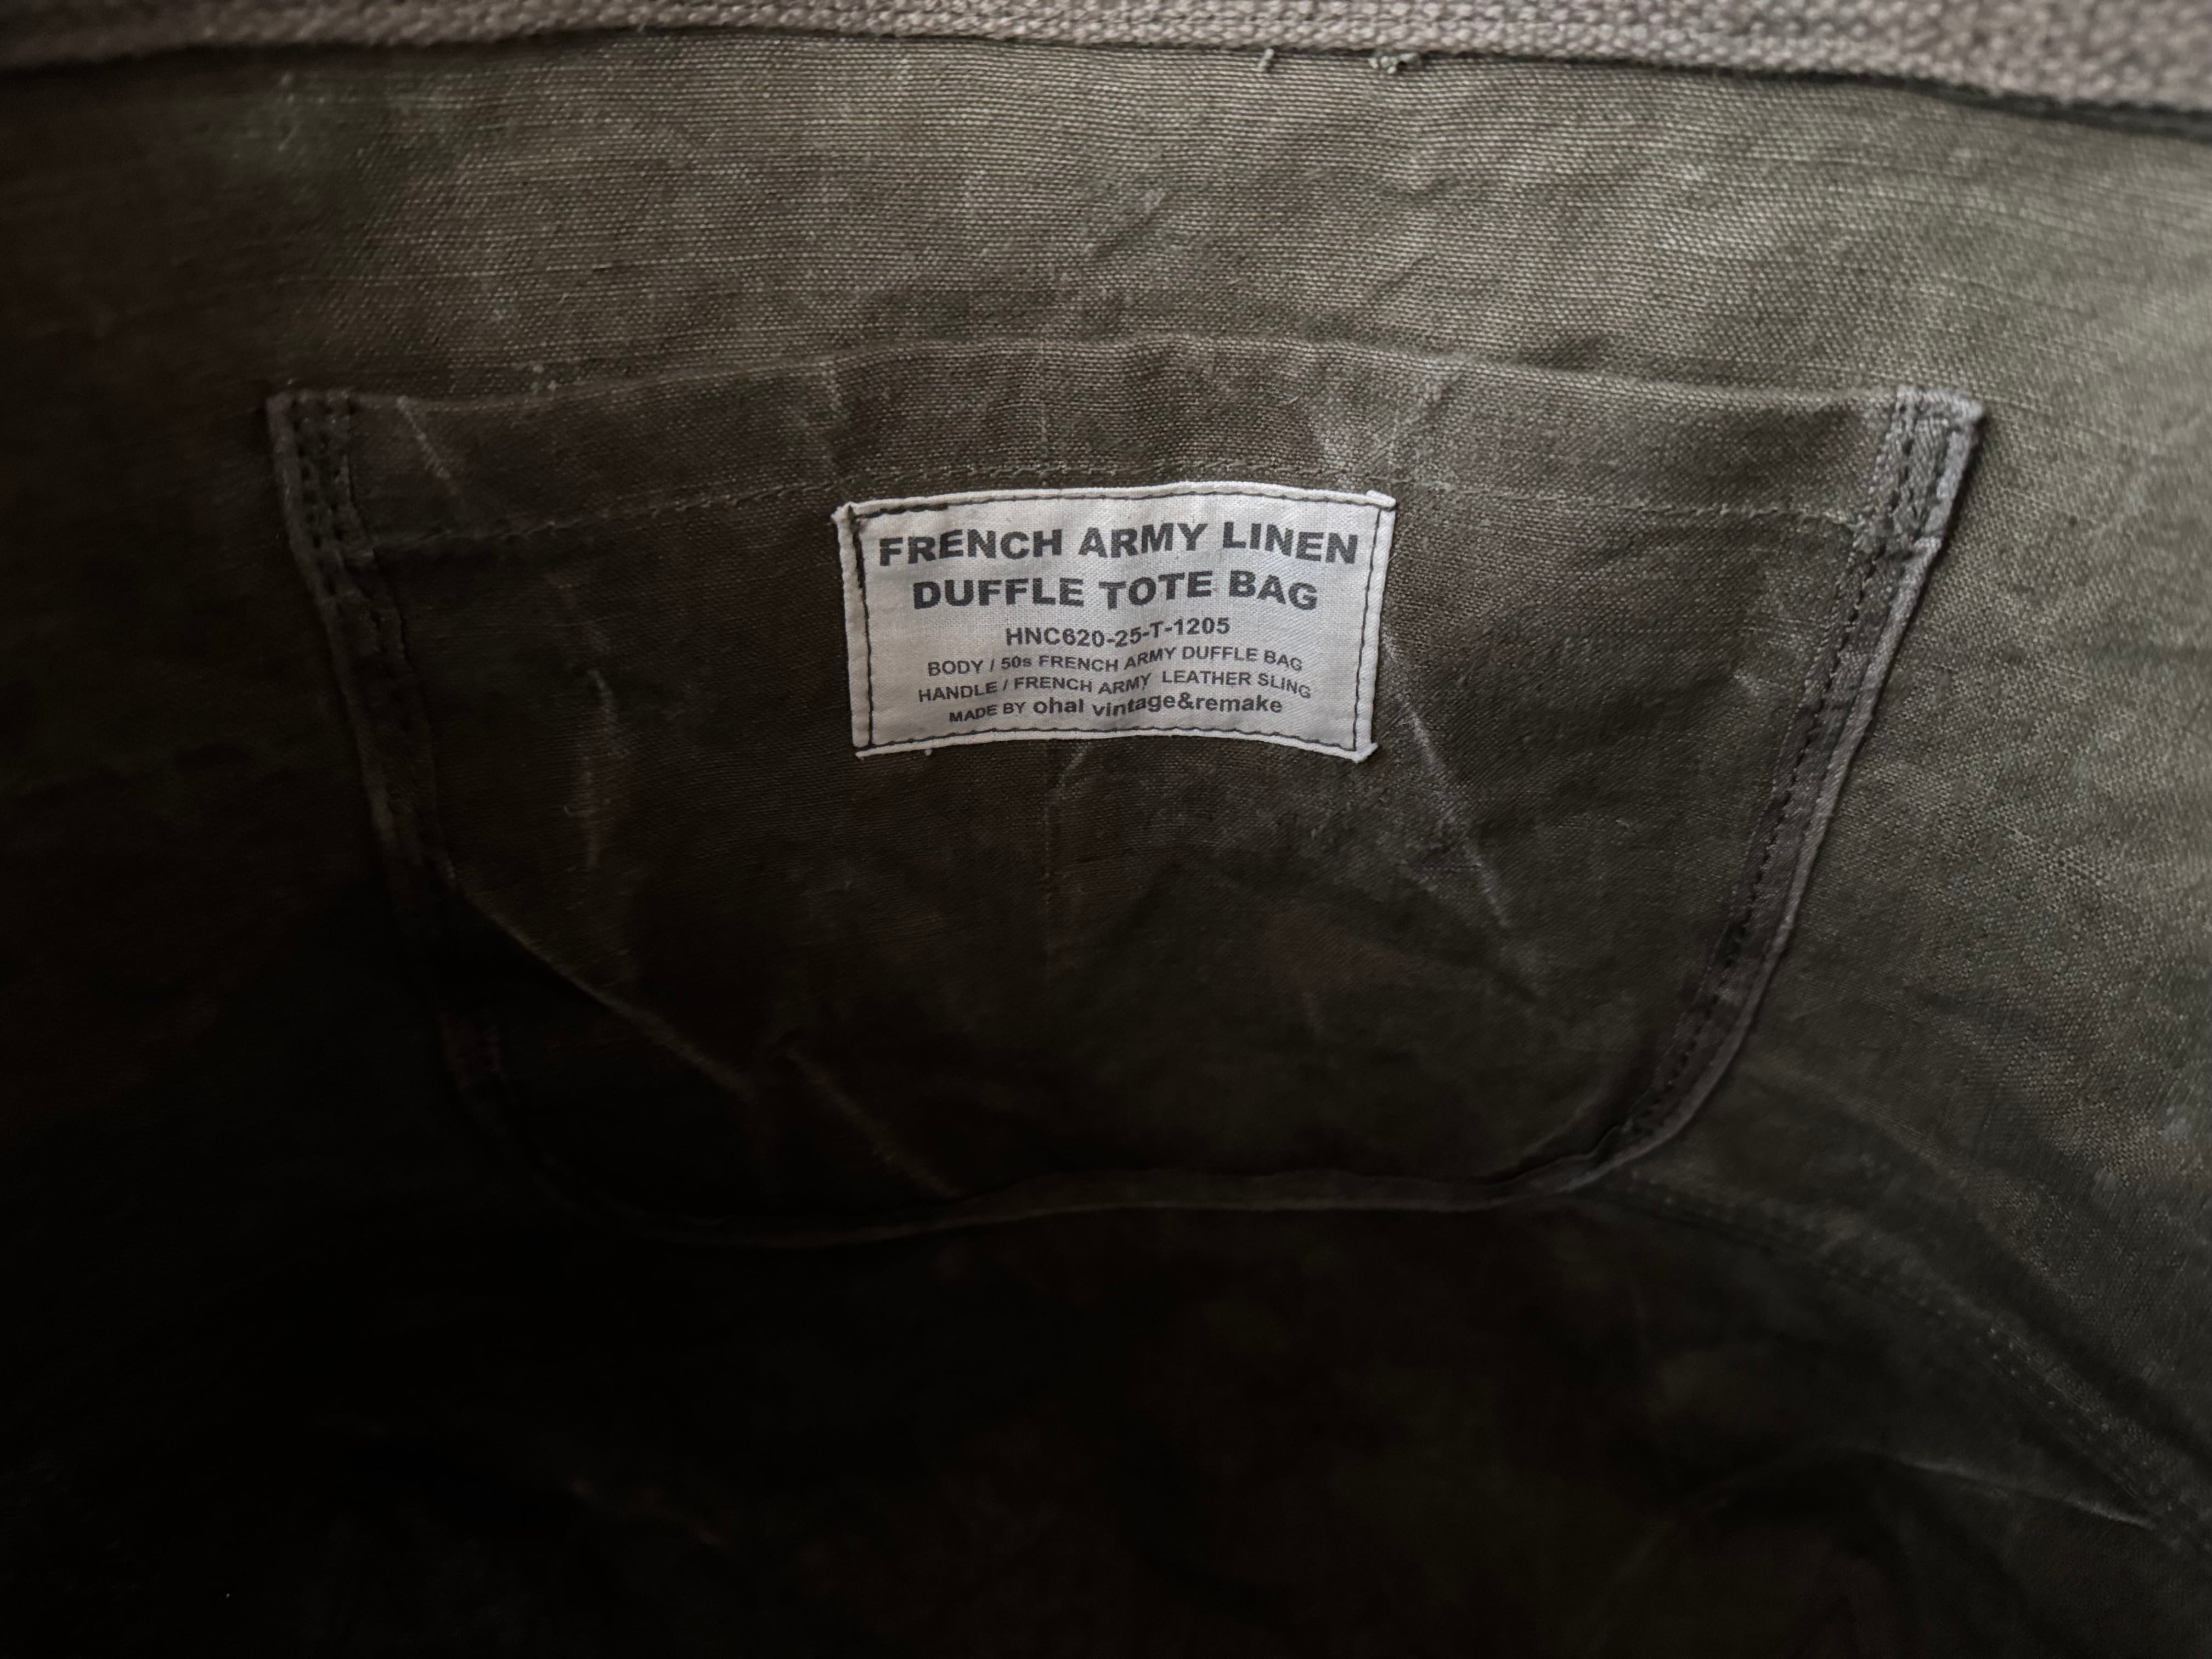 FRENCH ARMY LINEN
DUFFLE TOTE BAG
HNC620-25-T-1205
BODY / 50s FRENCH ARMY DUFFLE BAG
HANDLE / FRENCH ARMY LEATHER SLING
MADE BY ohal vintage&remake